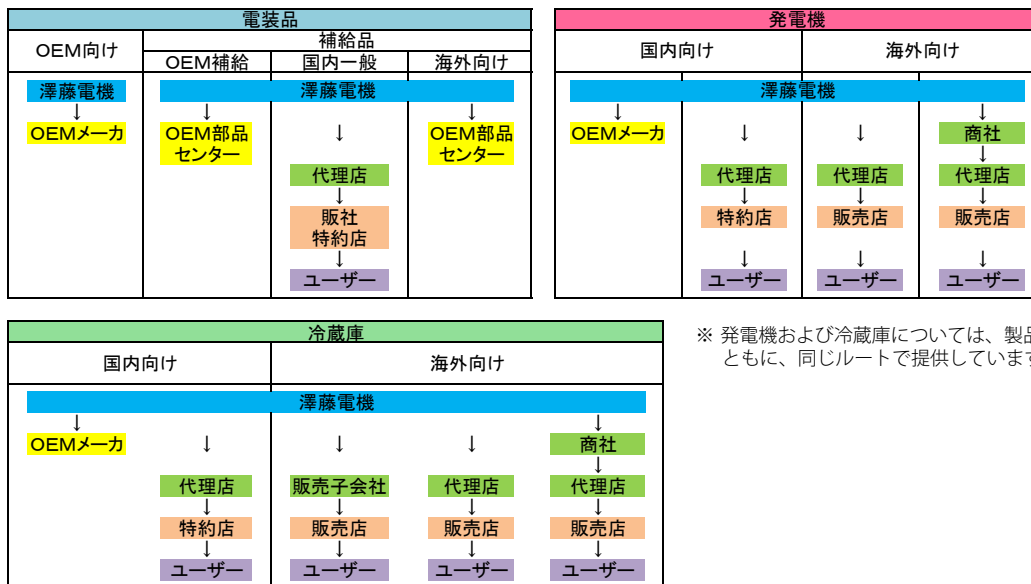 電装品
OEM向け 補給品
OEM補給 国内一般 海外向け
澤藤電機 澤藤電機
↓ ↓ ↓
OEMメーカ OEM部品 ↓ OEM部品
センター センター
代理店
↓
販社
特約店
↓
ユーザー
発電機
国内向け 海外向け
澤藤電機
↓ ↓
OEMメーカ ↓ ↓ 商社
↓
代理店 代理店 代理店
↓ ↓ ↓
特約店 販売店 販売店
↓ ↓ ↓
ユーザー ユーザー ユーザー
冷蔵庫
国内向け 海外向け
澤藤電機
↓ ↓
OEMメーカ ↓ ↓ ↓ 商社
↓
代理店 販売子会社 代理店 代理店
↓ ↓ ↓ ↓
特約店 販売店 販売店 販売店
↓ ↓ ↓ ↓
ユーザー ユーザー ユーザー ユーザー
※ 発電機および冷蔵庫については、製品
ともに、同じルートで提供しています